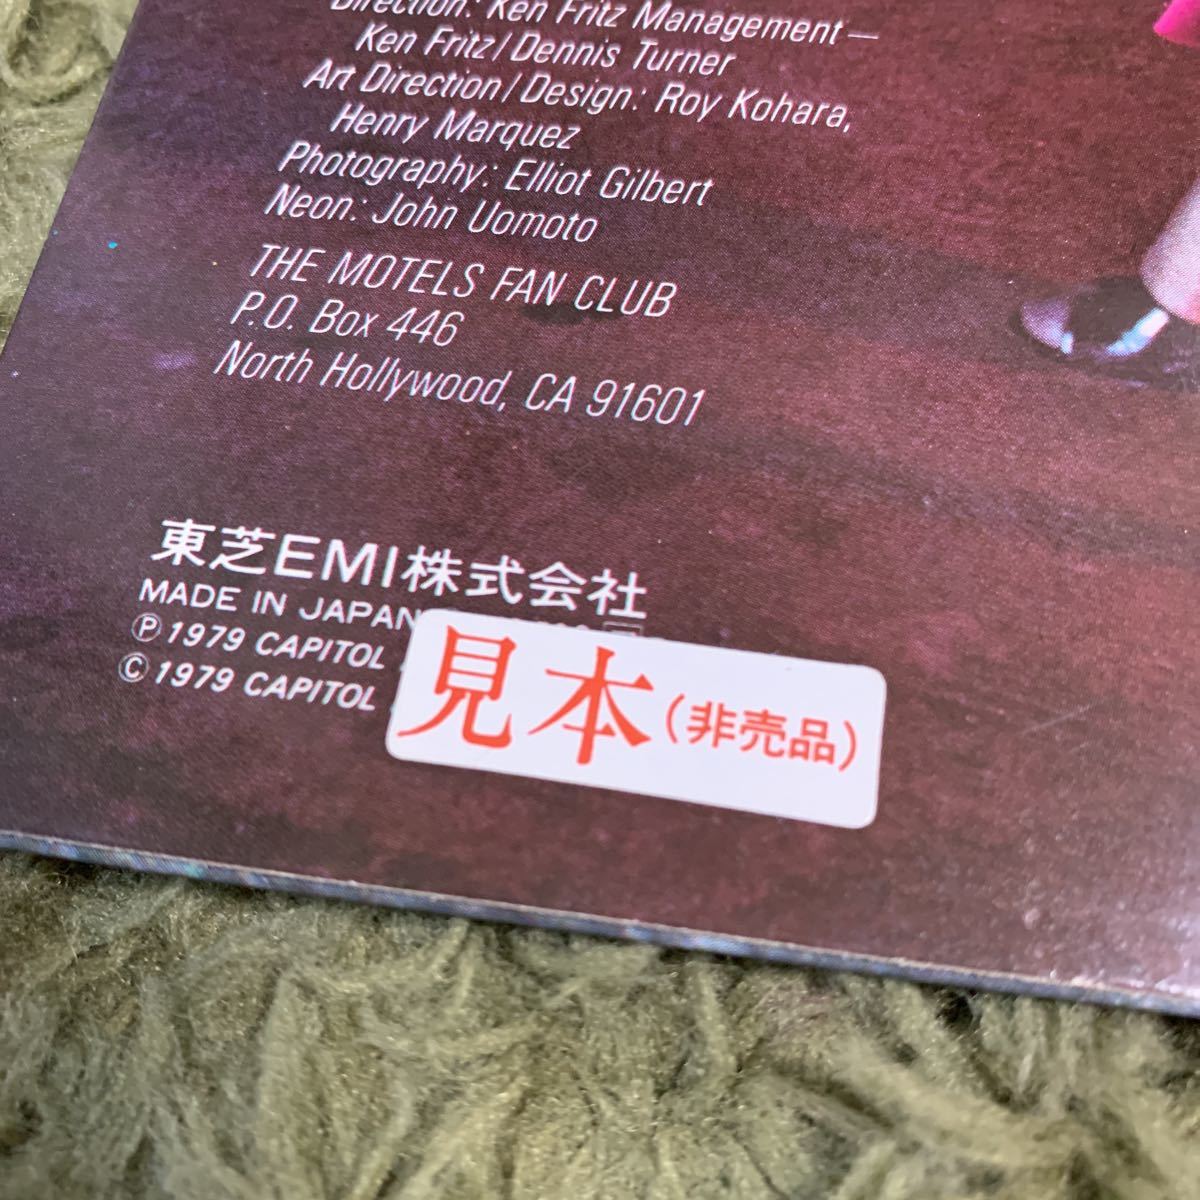 Direction: Ken Fritz Management—
Ken Fritz/Dennis Turner
Art Direction/Design: Roy Kohara,
Henry Marquez
Photography: Elliot Gilbert
Neon: John Uomoto
THE MOTELS FAN CLUB
P.O. Box 446
North Hollywood, CA 91601
東芝EMI株式会社
MADE IN JAPAN
Ⓟ 1979 CAPITOL
Ⓒ 1979 CAPITOL
見本(非売品)